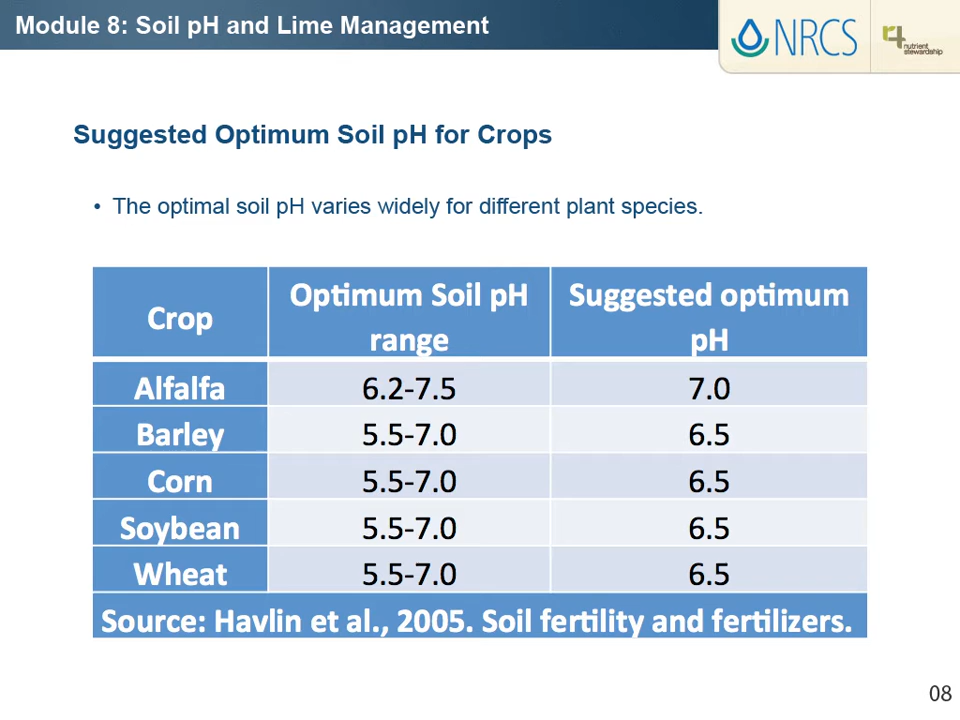 Module 8: Soil pH and Lime Management
NRCS
r4 nutrient
stewardship
Suggested Optimum Soil pH for Crops
• The optimal soil pH varies widely for different plant species.
Crop
Optimum Soil pH
range
Suggested optimum
pH
Alfalfa 6.2-7.5 7.0
Barley 5.5-7.0 6.5
Corn 5.5-7.0 6.5
Soybean 5.5-7.0 6.5
Wheat 5.5-7.0 6.5
Source: Havlin et al., 2005. Soil fertility and fertilizers.
08